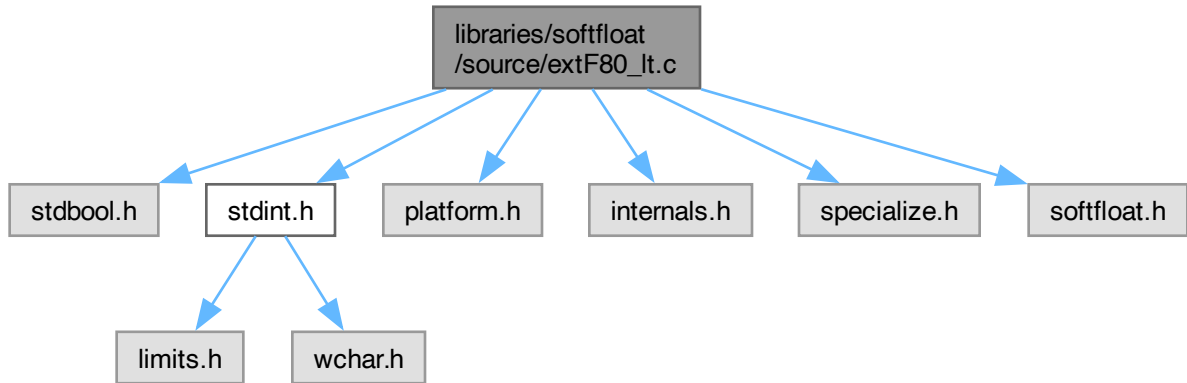 libraries/softfloat
/source/extF80_lt.c
stdbool.h
stdint.h
platform.h
internals.h
specialize.h
softfloat.h
limits.h
wchar.h